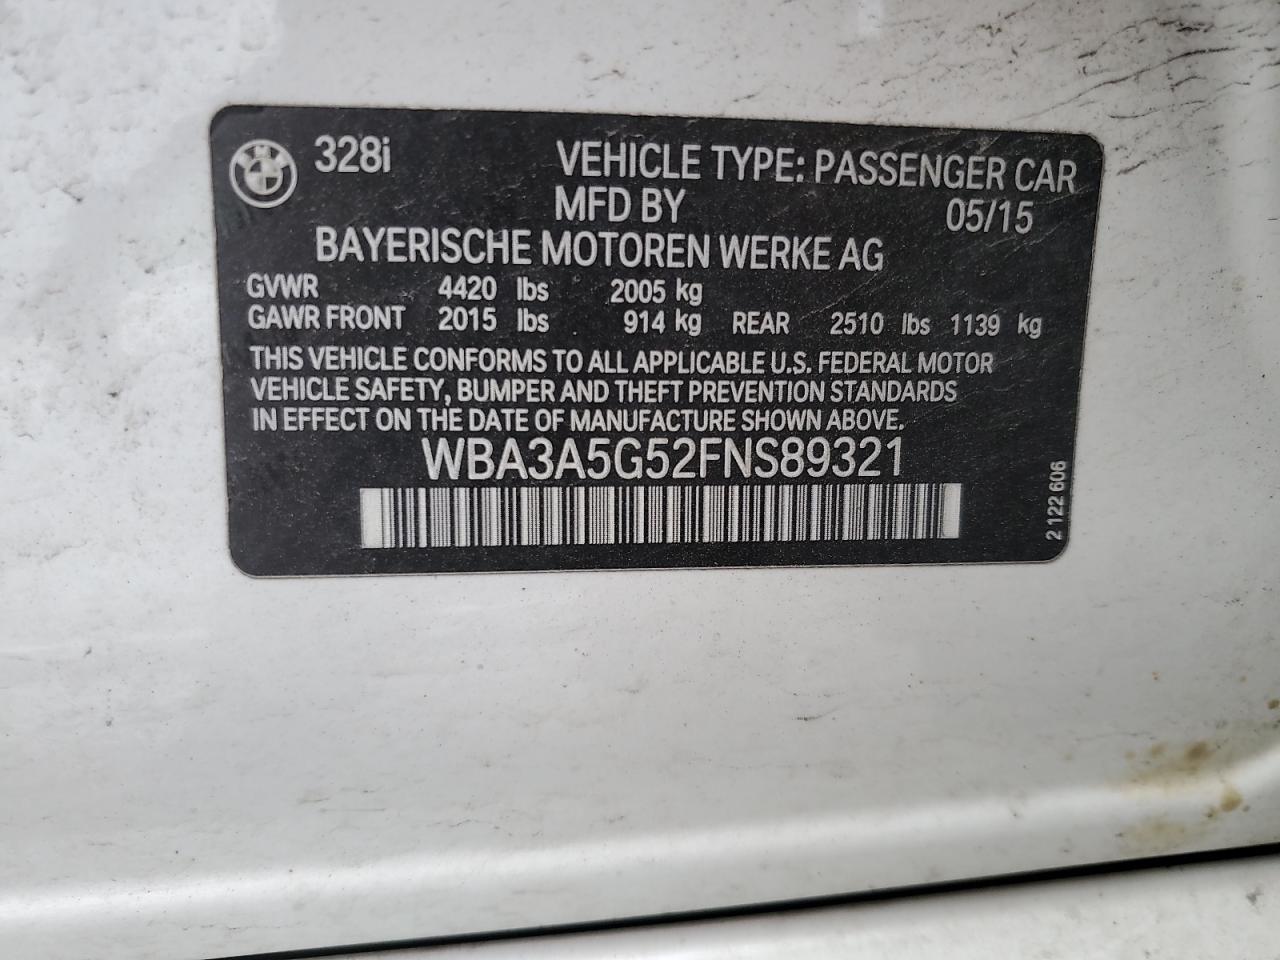 BMW 328i VEHICLE TYPE: PASSENGER CAR
MFD BY 05/15
BAYERISCHE MOTOREN WERKE AG
GVWR 4420 lbs 2005 kg
GAWR FRONT 2015 lbs 914 kg REAR 2510 lbs 1139 kg
THIS VEHICLE CONFORMS TO ALL APPLICABLE U.S. FEDERAL MOTOR
VEHICLE SAFETY, BUMPER AND THEFT PREVENTION STANDARDS
IN EFFECT ON THE DATE OF MANUFACTURE SHOWN ABOVE.
WBA3A5G52FNS89321
2 122 606